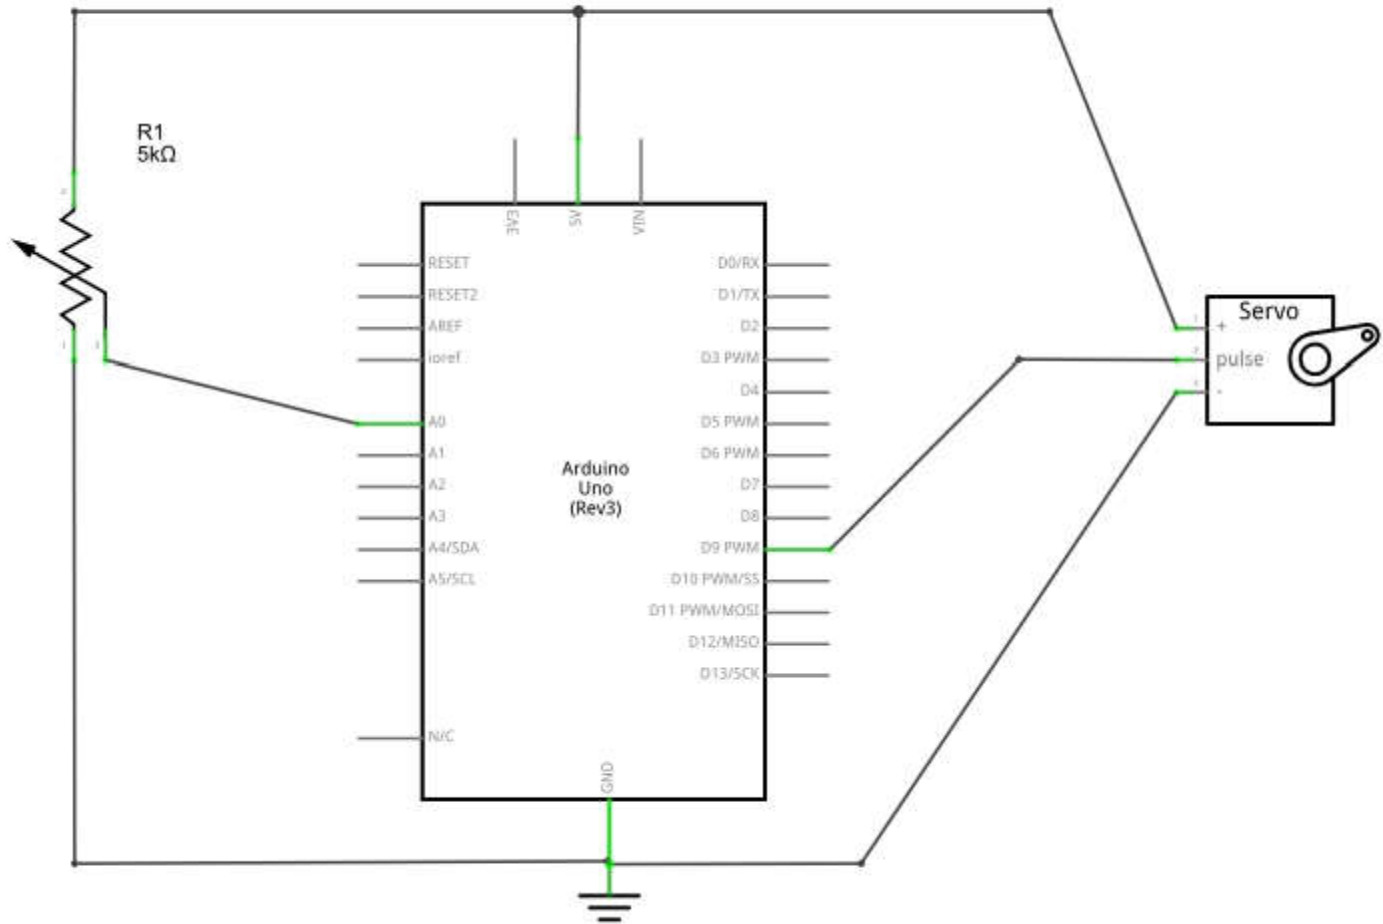 R1
5kΩ
3V3
5V
VIN
RESET
RESET2
AREF
ioref
A0
A1
A2
A3
A4/SDA
A5/SCL
N/C
Arduino
Uno
(Rev3)
D0/RX
D1/TX
D2
D3 PWM
D4
D5 PWM
D6 PWM
D7
D8
D9 PWM
D10 PWM/SS
D11 PWM/MOSI
D12/MISO
D13/SCK
GND
Servo
+
pulse
-